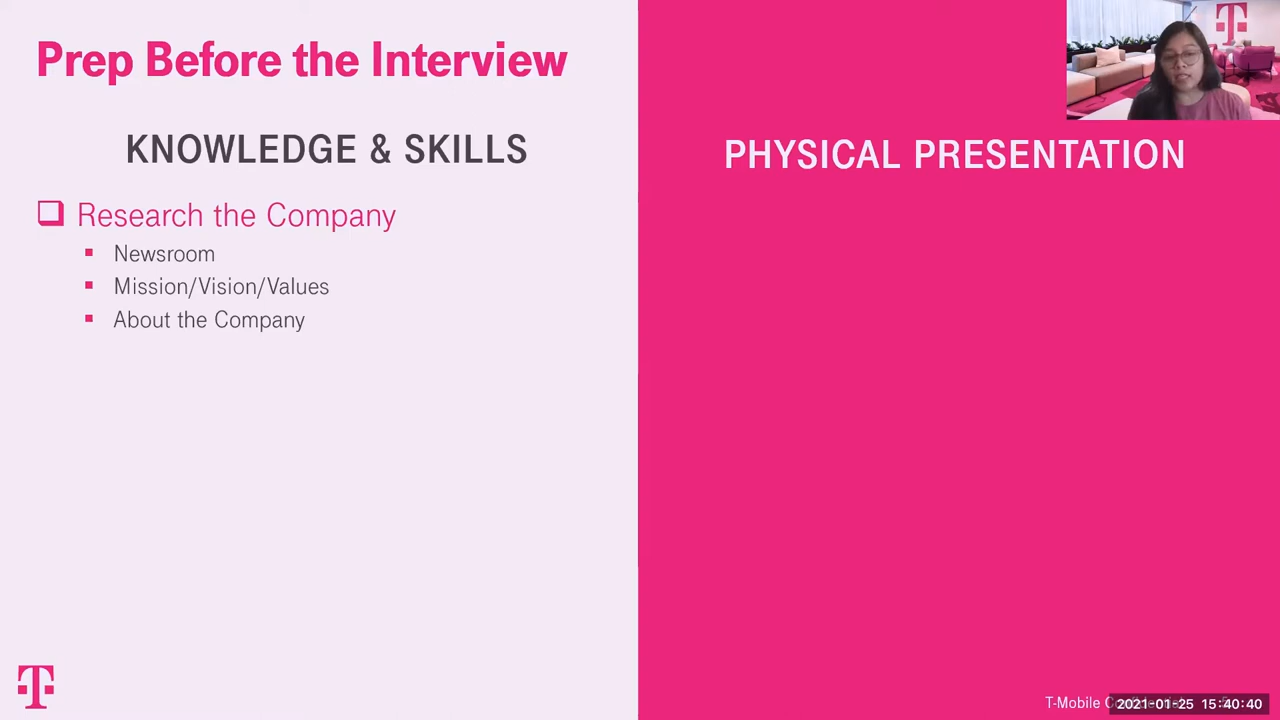 Prep Before the Interview
KNOWLEDGE & SKILLS
Research the Company
Newsroom
Mission/Vision/Values
About the Company
PHYSICAL PRESENTATION
T-Mobile
2021-01-25 15:40:40